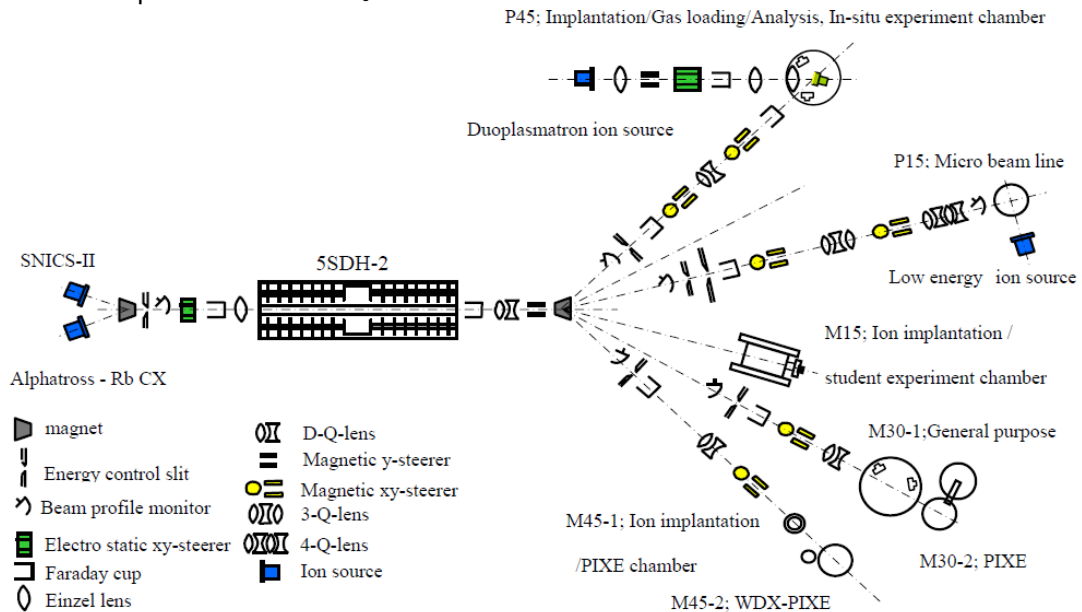 P45; Implantation/Gas loading/Analysis, In-situ experiment chamber
Duoplasmatron ion source
P15; Micro beam line
SNICS-II
5SDH-2
Low energy ion source
M15; Ion implantation /
student experiment chamber
Alphatross - Rb CX
magnet
Energy control slit
Beam profile monitor
Electro static xy-steerer
Faraday cup
Einzel lens
D-Q-lens
Magnetic y-steerer
Magnetic xy-steerer
3-Q-lens
4-Q-lens
Ion source
M30-1;General purpose
M45-1; Ion implantation
/PIXE chamber
M30-2; PIXE
M45-2; WDX-PIXE